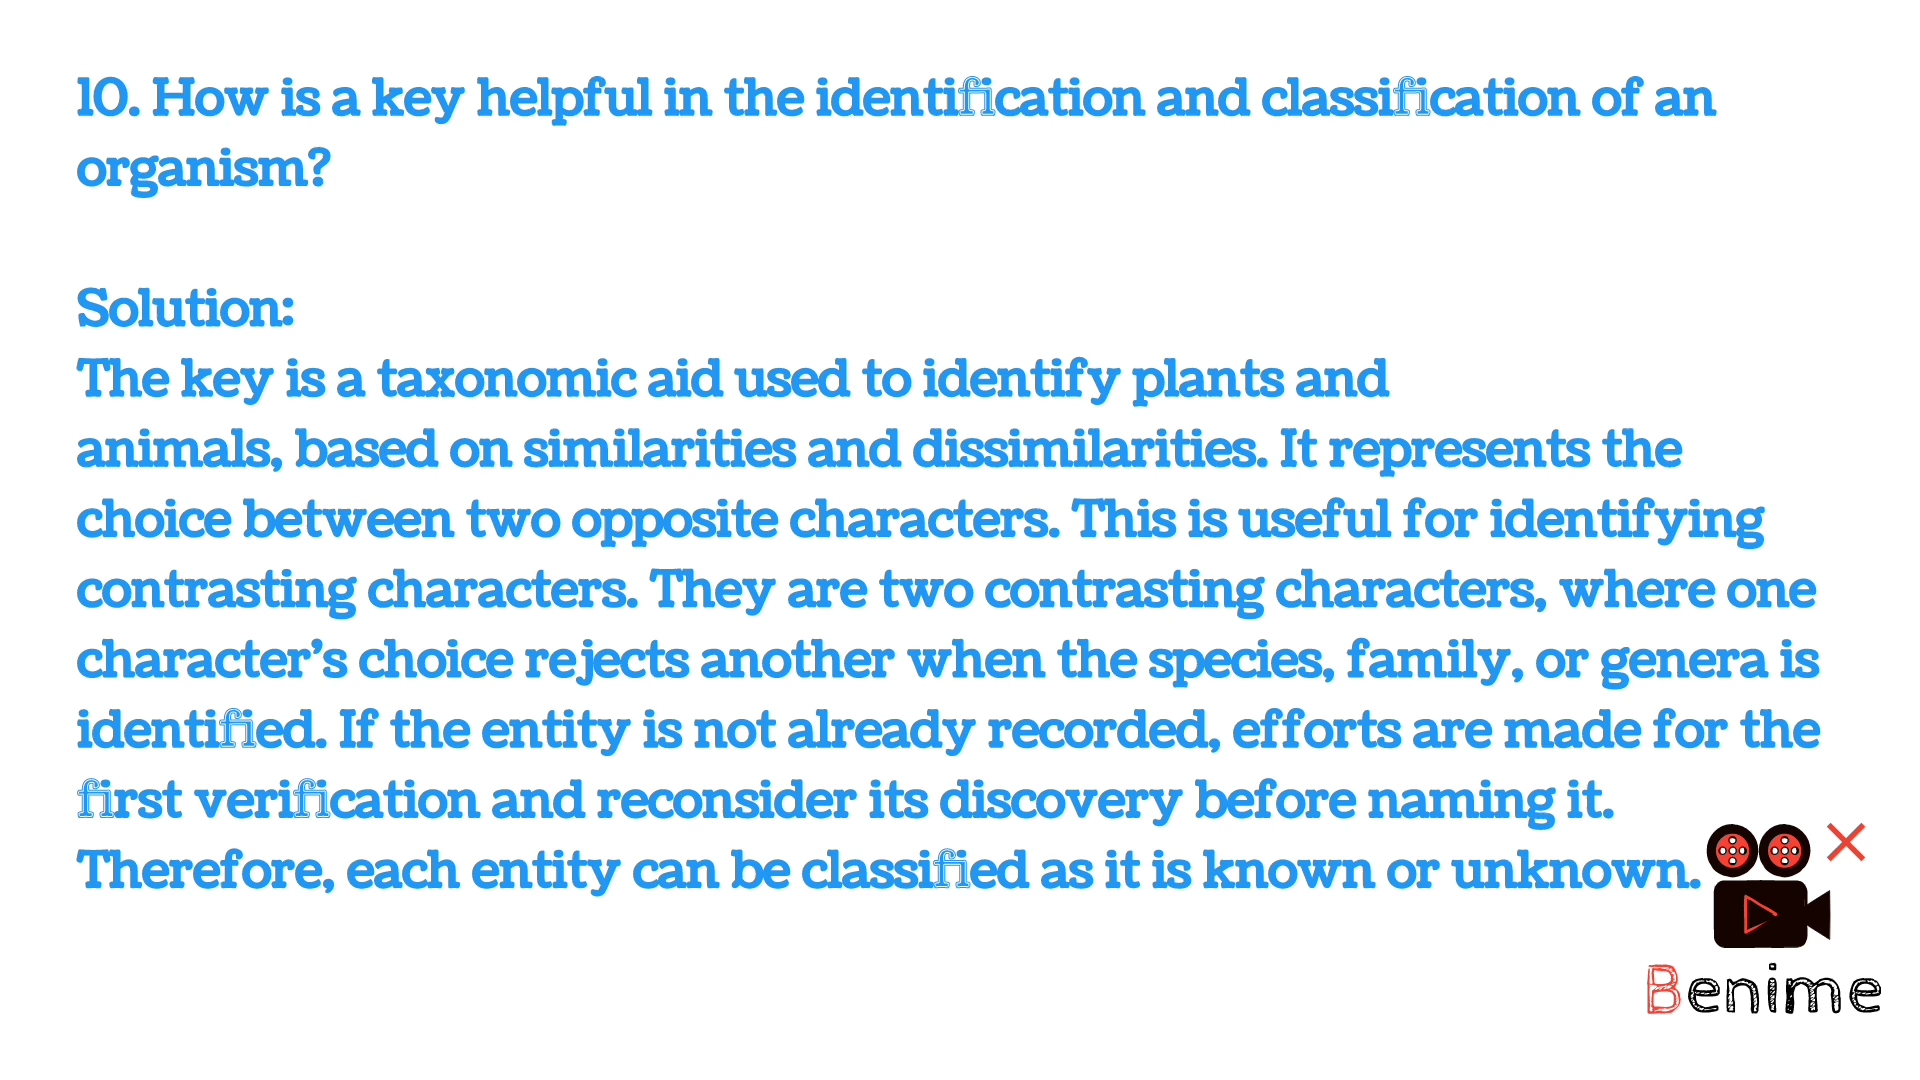 10. How is a key helpful in the identification and classification of an
organism?
Solution:
The key is a taxonomic aid used to identify plants and
animals, based on similarities and dissimilarities. It represents the
choice between two opposite characters. This is useful for identifying
contrasting characters. They are two contrasting characters, where one
character’s choice rejects another when the species, family, or genera is
identified. If the entity is not already recorded, efforts are made for the
first verification and reconsider its discovery before naming it.
Therefore, each entity can be classified as it is known or unknown.
Benime